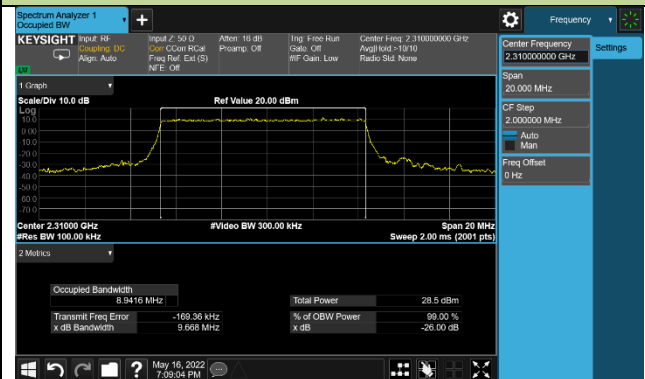 Spectrum Analyzer 1
Occupied BW
Frequency
KEYSIGHT
Input: RF
Coupling: DC
Align: Auto
LXI
Input Z: 50 Ω
Corr CCorr RCal
Freq Ref: Ext (S)
NFE: Off
Atten: 16 dB
Preamp: Off
Trig: Free Run
Gate: Off
#IF Gain: Low
Center Freq: 2.310000000 GHz
Avg|Hold:>10/10
Radio Std: None
1 Graph
Scale/Div 10.0 dB
Ref Value 20.00 dBm
Log
10.0
0.00
-10.0
-20.0
-30.0
-40.0
-50.0
-60.0
-70.0
Center 2.31000 GHz
#Video BW 300.00 kHz
Span 20 MHz
#Res BW 100.00 kHz
Sweep 2.00 ms (2001 pts)
2 Metrics
Occupied Bandwidth
8.9416 MHz
Total Power 28.5 dBm
Transmit Freq Error -169.36 kHz
% of OBW Power 99.00 %
x dB Bandwidth 9.668 MHz
x dB -26.00 dB
May 16, 2022
7:09:04 PM
Center Frequency
2.310000000 GHz
Settings
Span
20.000 MHz
CF Step
2.000000 MHz
Auto
Man
Freq Offset
0 Hz